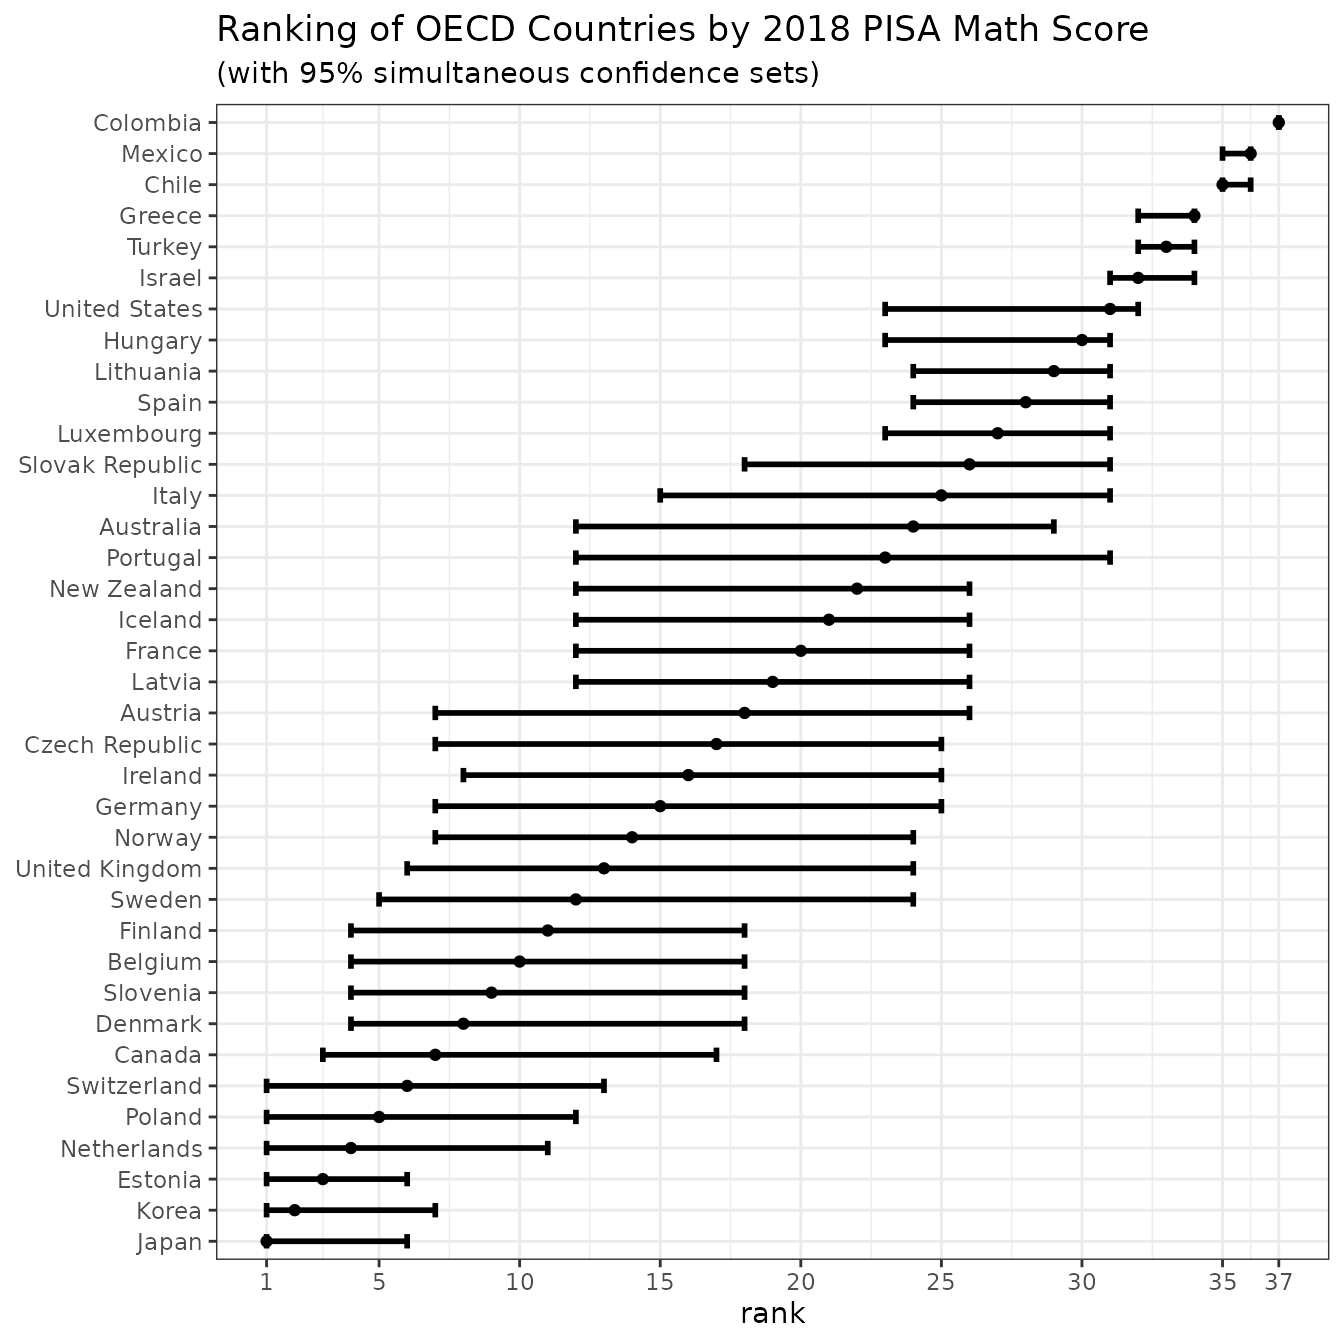 Ranking of OECD Countries by 2018 PISA Math Score
(with 95% simultaneous confidence sets)
Colombia
Mexico
Chile
Greece
Turkey
Israel
United States
Hungary
Lithuania
Spain
Luxembourg
Slovak Republic
Italy
Australia
Portugal
New Zealand
Iceland
France
Latvia
Austria
Czech Republic
Ireland
Germany
Norway
United Kingdom
Sweden
Finland
Belgium
Slovenia
Denmark
Canada
Switzerland
Poland
Netherlands
Estonia
Korea
Japan
1 5 10 15 20 25 30 35 37
rank